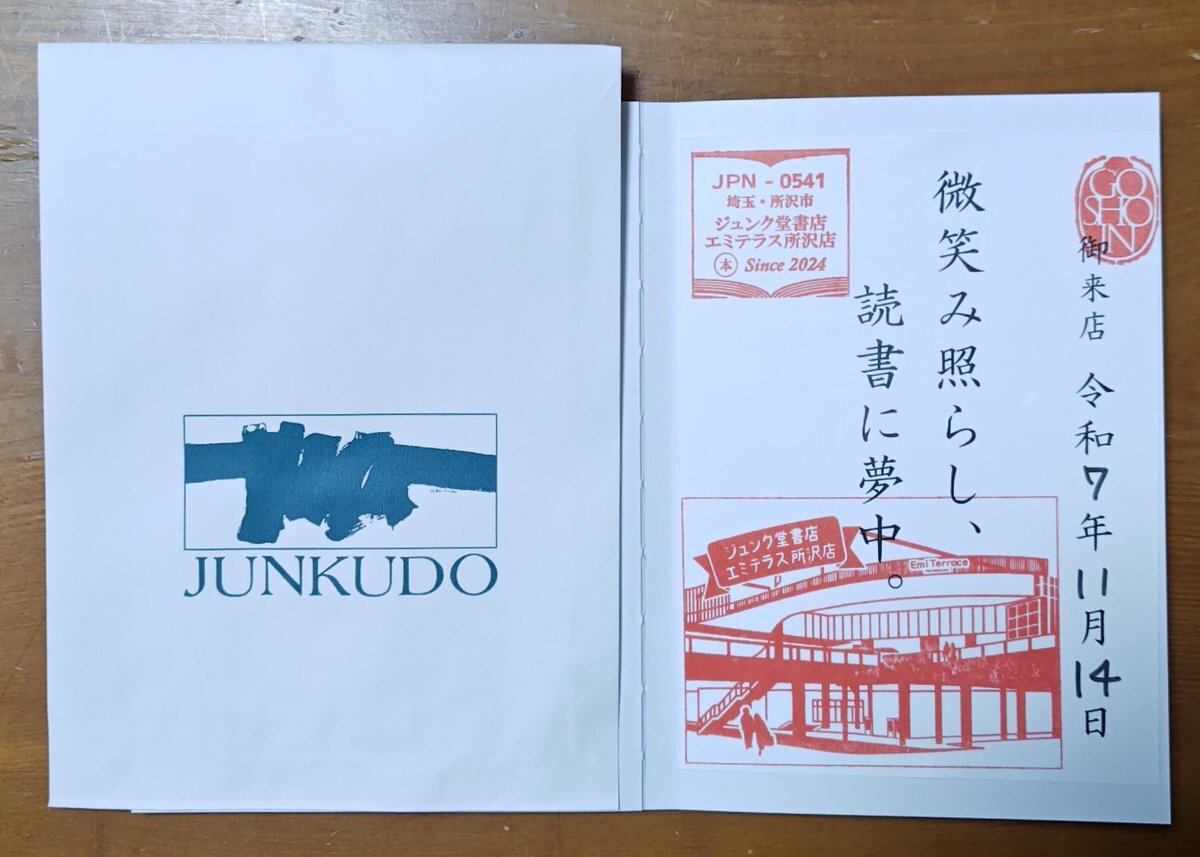 JUNKUDO
JPN - 0541
埼玉・所沢市
ジュンク堂書店
エミテラス所沢店
本 Since 2024
GO
SHO
IN
御来店 令和7年11月14日
微笑み照らし、
読書に夢中。
ジュンク堂書店
エミテラス所沢店
Emi Terrace